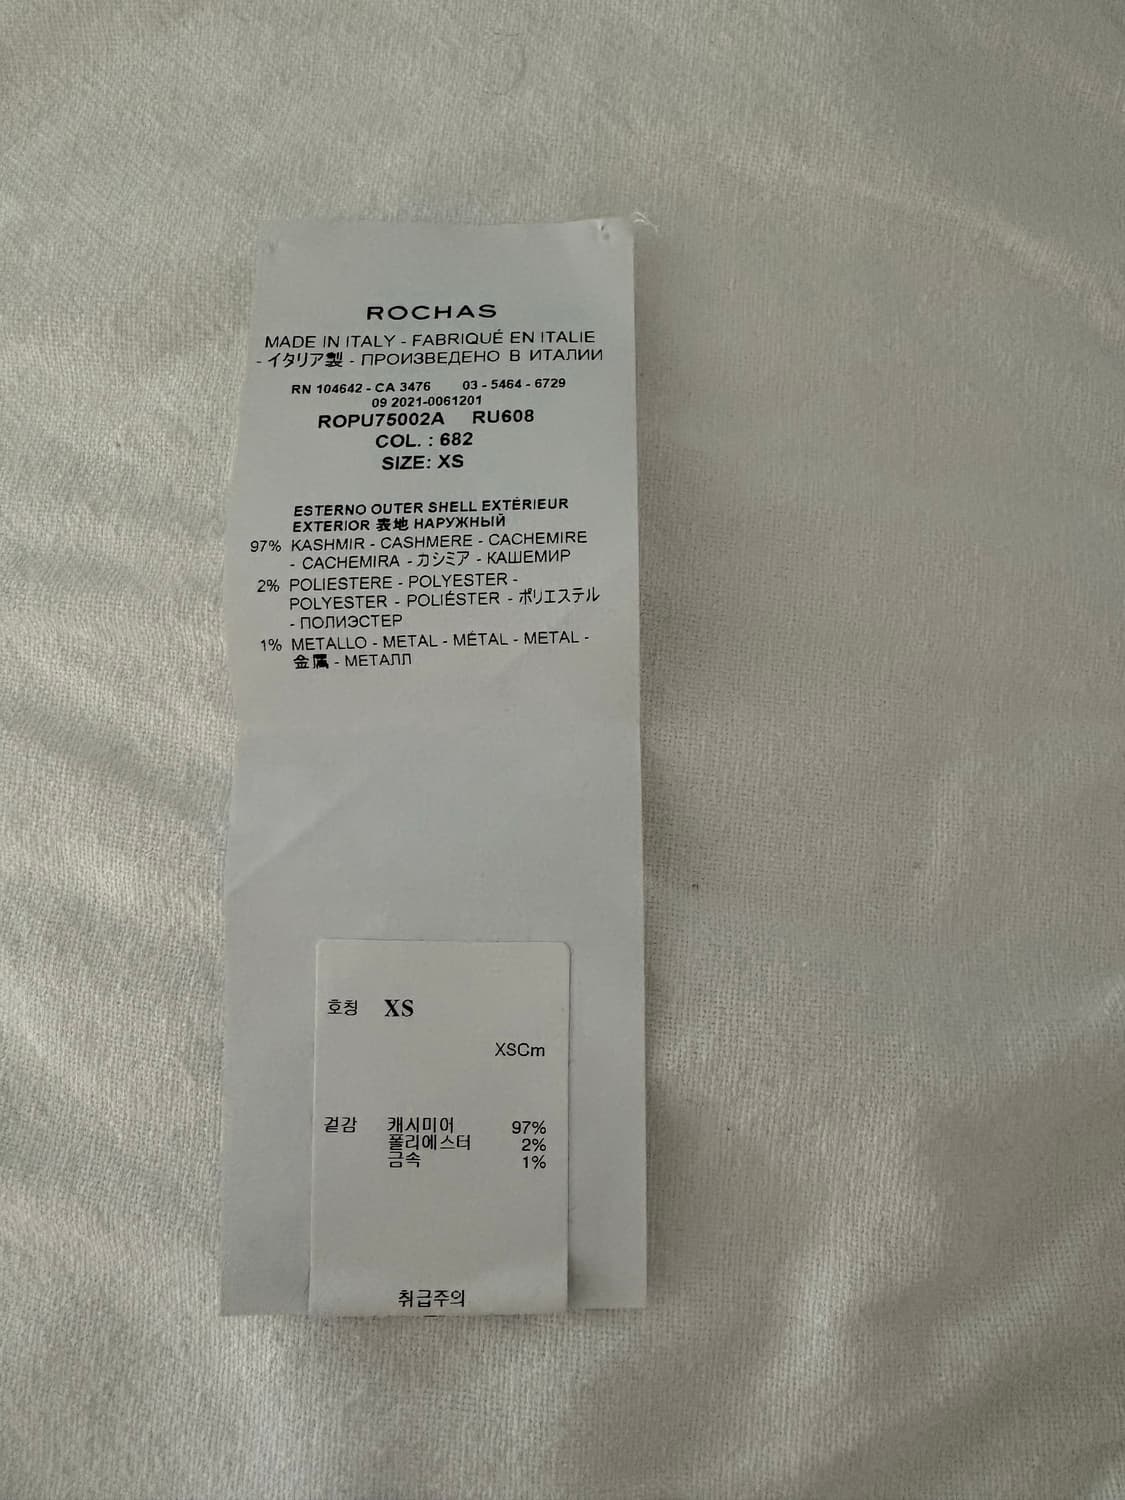 ROCHAS
MADE IN ITALY - FABRIQUÉ EN ITALIE
- イタリア製 - ПРОИЗВЕДЕНО В ИТАЛИИ
RN 104642 - CA 3476 03 - 5464 - 6729
09 2021-0061201
ROPU75002A RU608
COL. : 682
SIZE: XS
ESTERNO OUTER SHELL EXTÉRIEUR
EXTERIOR 表地 НАРУЖНЫЙ
97% KASHMIR - CASHMERE - CACHEMIRE
- CACHEMIRA - カシミア - КАШЕМИР
2% POLIESTERE - POLYESTER -
POLYESTER - POLIÉSTER - ポリエステル
- ПОЛИЭСТЕР
1% METALLO - METAL - MÉTAL - METAL -
金属 - МЕТАЛЛ
호칭 XS
XSCm
겉감 캐시미어 97%
폴리에스터 2%
금속 1%
취급주의